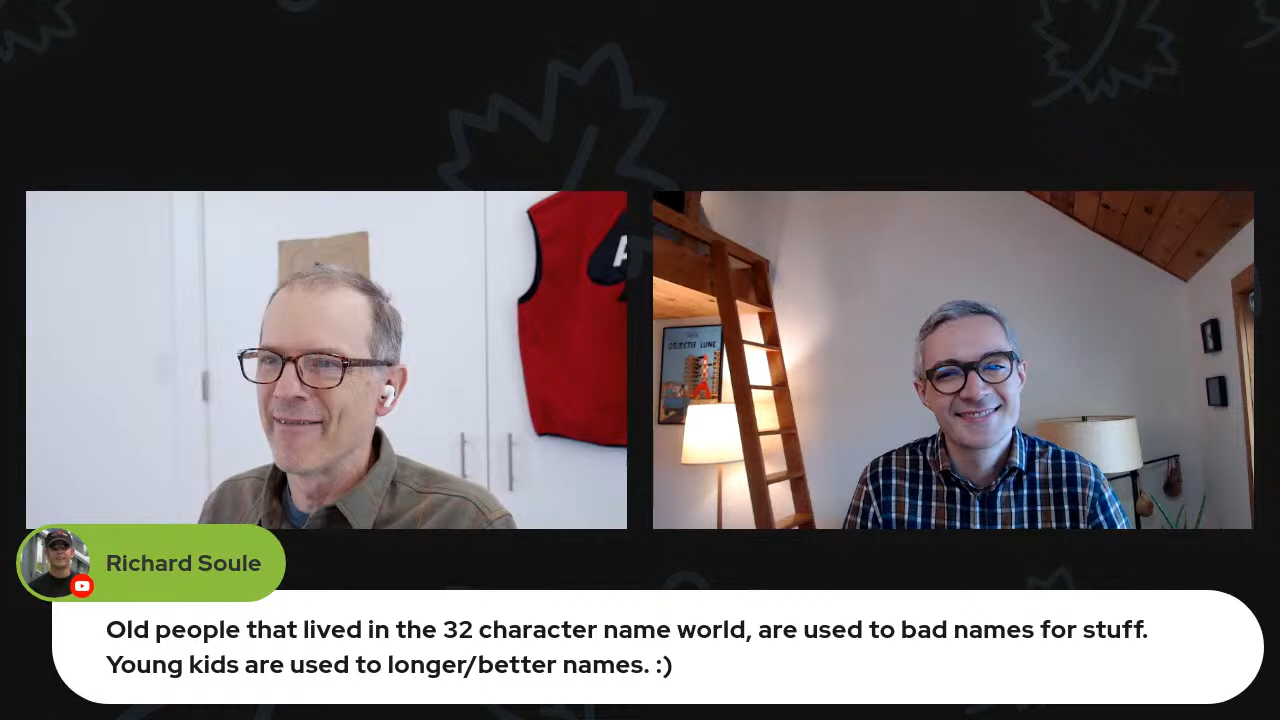 A
OBJECTIF LUNE
Richard Soule
Old people that lived in the 32 character name world, are used to bad names for stuff.
Young kids are used to longer/better names. :)